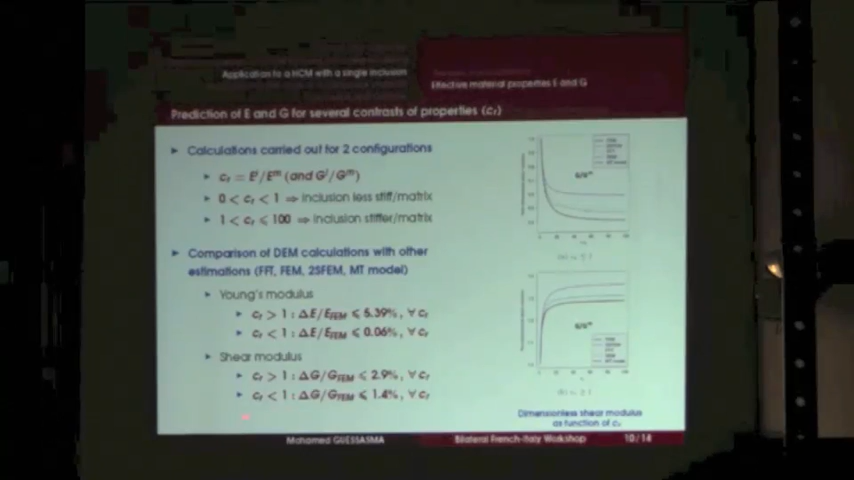 Application to a HCM with a single inclusion
Effective material properties E and G
Prediction of E and G for several contrasts of properties (cᵣ)
► Calculations carried out for 2 configurations
► cᵣ = Eⁱ/Eᵐ (and Gⁱ/Gᵐ)
► 0 < cᵣ < 1 ⇒ inclusion less stiff/matrix
► 1 < cᵣ ⩽ 100 ⇒ inclusion stiffer/matrix
► Comparison of DEM calculations with other
estimations (FFT, FEM, 2SFEM, MT model)
► Young's modulus
► cᵣ > 1 : ΔE/E_FEM ⩽ 5.39%, ∀ cᵣ
► cᵣ < 1 : ΔE/E_FEM ⩽ 0.06%, ∀ cᵣ
► Shear modulus
► cᵣ > 1 : ΔG/G_FEM ⩽ 2.9%, ∀ cᵣ
► cᵣ < 1 : ΔG/G_FEM ⩽ 1.4%, ∀ cᵣ
G/Gᵐ
G/Gᵐ
Dimensionless shear modulus
as function of cᵣ
Mohamed GUESSASMA
Bilateral French-Italy Workshop
10/14